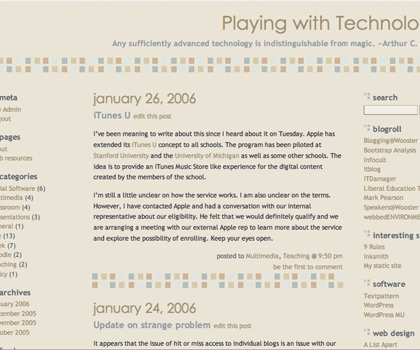 Playing with Technolo
Any sufficiently advanced technology is indistinguishable from magic. ~Arthur C.
meta
e Admin
gout
pages
out
b resources
categories
ial Software (6)
ltimedia (4)
ssroom (4)
sentations (3)
neral (1)
e (13)
ek (7)
odle (2)
ching (2)
icy (1)
archives
uary 2006
cember 2005
vember 2005
ober 2005
january 26, 2006
iTunes U edit this post
I've been meaning to write about this since I heard about it on Tuesday. Apple has
extended its iTunes U concept to all schools. The program has been piloted at
Stanford University and the University of Michigan as well as some other schools. The
idea is to provide an iTunes Music Store like experience for the digital content
created by the members of the school.
I'm still a little unclear on how the service works. I am also unclear on the terms.
However, I have contacted Apple and had a conversation with our internal
representative about our eligibility. He felt that we would definitely qualify and we
are arranging a meeting with our external Apple rep to learn more about the service
and explore the possibility of enrolling. Keep your eyes open.
posted to Multimedia, Teaching @ 9:50 pm
be the first to comment
january 24, 2006
Update on strange problem edit this post
It appears that the issue of hit or miss access to individual blogs is an issue with our
search
blogroll
Blogging@Wooster
Bootstrap Analysis
Infocult
itblog
ITDamager
Liberal Education T
Mark Pearson
Speakers@Wooster
webbedENVIRONME
interesting s
9 Rules
Inksmith
My static site
software
Textpattern
WordPress
WordPress MU
web design
A List Apart